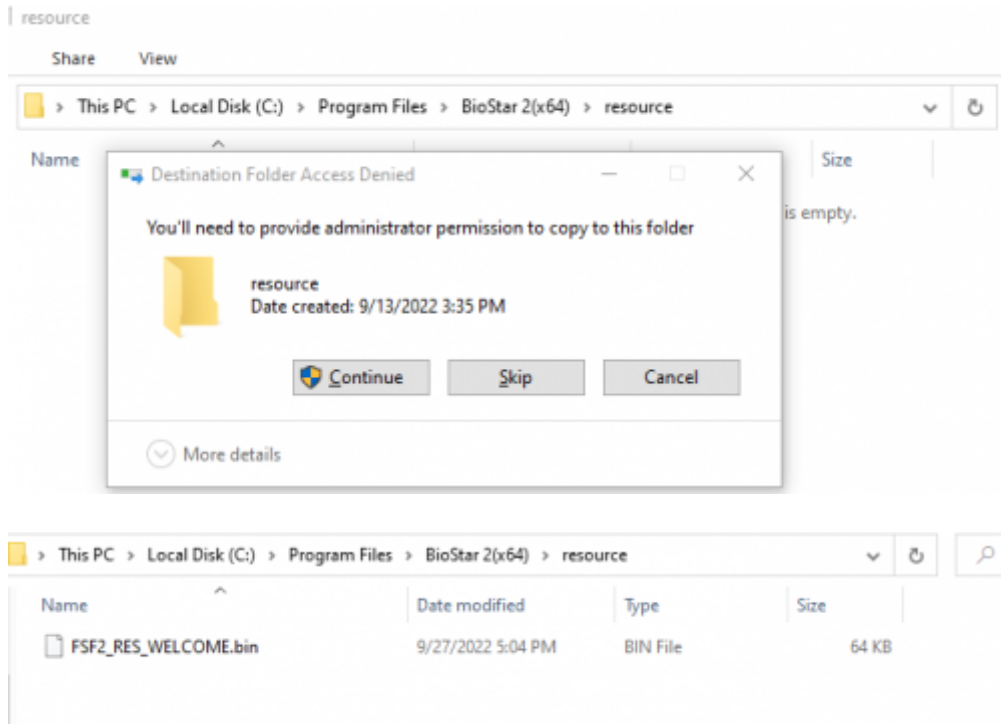 resource
Share View
This PC > Local Disk (C:) > Program Files > BioStar 2(x64) > resource
Name Size
Destination Folder Access Denied
is empty.
You'll need to provide administrator permission to copy to this folder
resource
Date created: 9/13/2022 3:35 PM
Continue Skip Cancel
More details
This PC > Local Disk (C:) > Program Files > BioStar 2(x64) > resource
Name Date modified Type Size
FSF2_RES_WELCOME.bin 9/27/2022 5:04 PM BIN File 64 KB